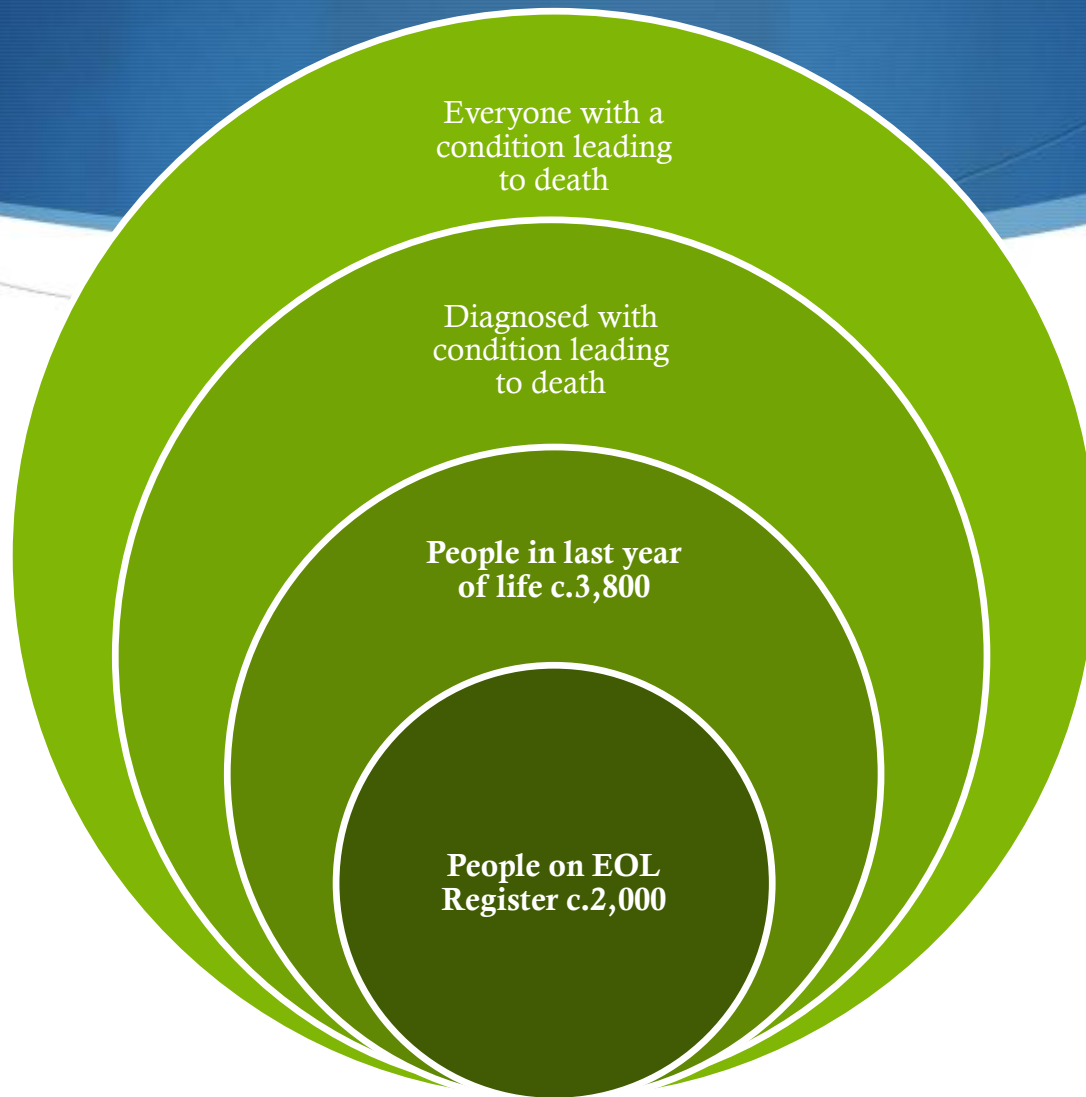 Everyone with a
condition leading
to death
Diagnosed with
condition leading
to death
People in last year
of life c.3,800
People on EOL
Register c.2,000